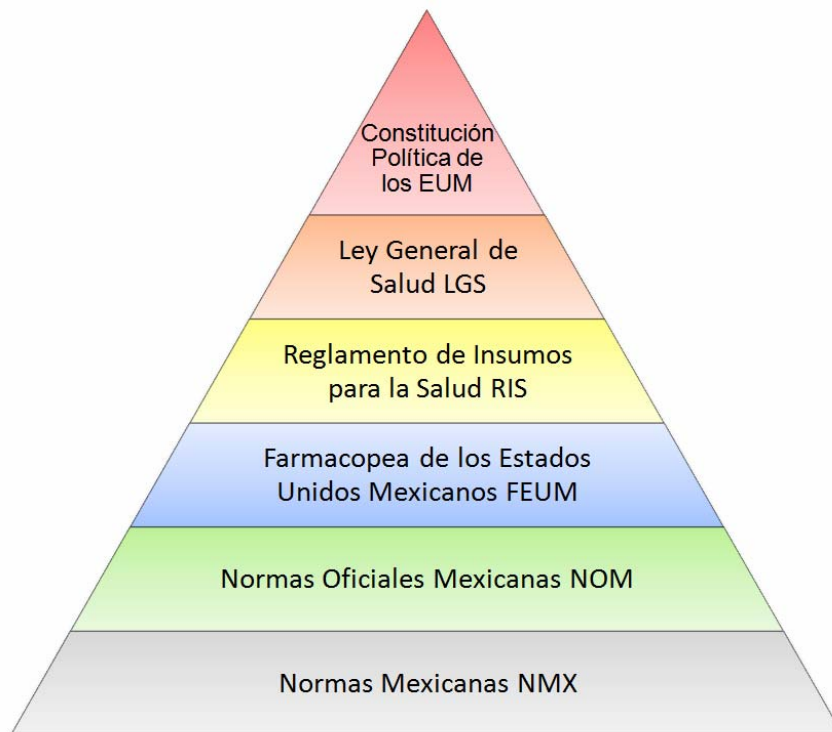 Constitución
Política de
los EUM
Ley General de
Salud LGS
Reglamento de Insumos
para la Salud RIS
Farmacopea de los Estados
Unidos Mexicanos FEUM
Normas Oficiales Mexicanas NOM
Normas Mexicanas NMX